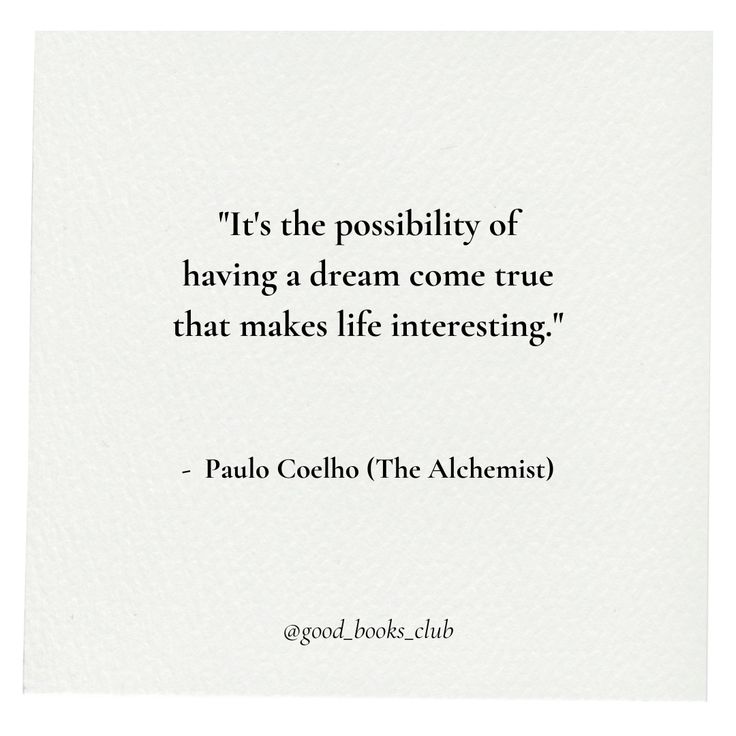 "It's the possibility of
having a dream come true
that makes life interesting."
- Paulo Coelho (The Alchemist)
@good_books_club